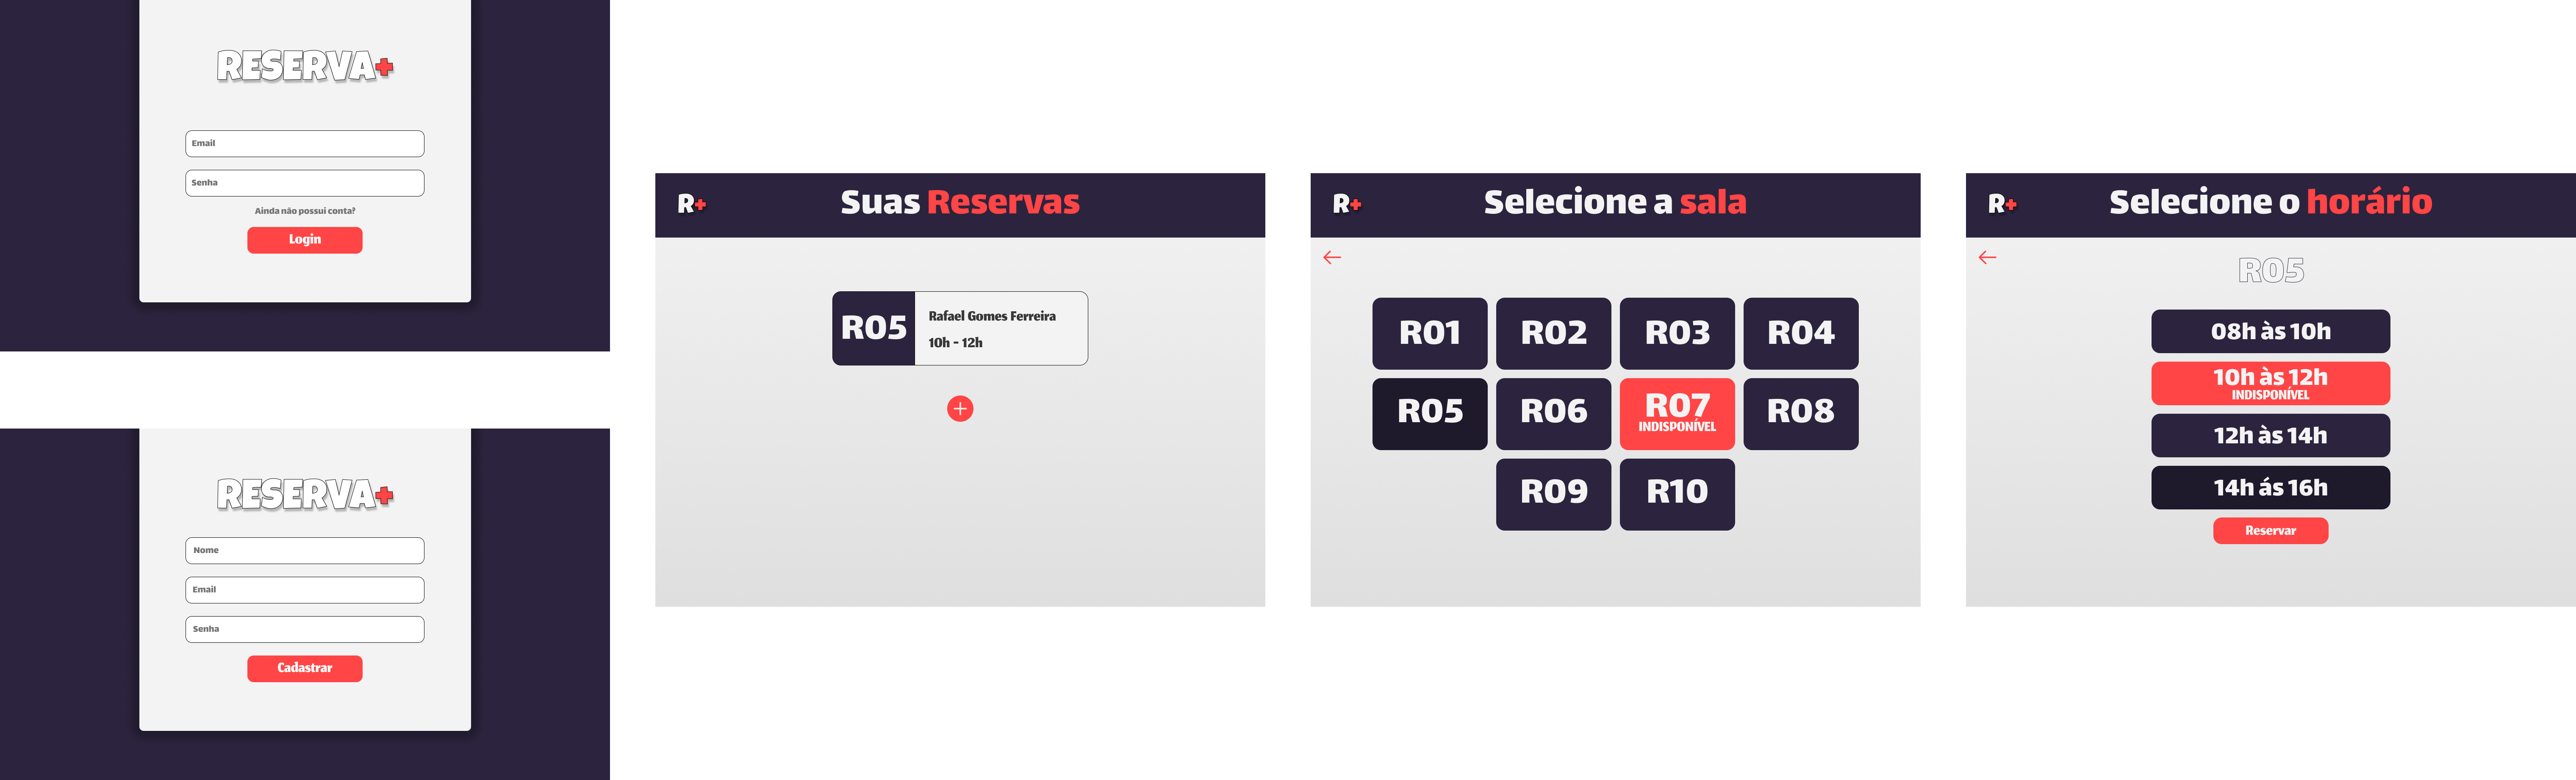 RESERVA+
Email
Senha
Ainda não possui conta?
Login
RESERVA+
Nome
Email
Senha
Cadastrar
R+
Suas Reservas
R05
Rafael Gomes Ferreira
10h - 12h
R+
Selecione a sala
R01
R02
R03
R04
R05
R06
R07
INDISPONÍVEL
R08
R09
R10
R+
Selecione o horário
R05
08h às 10h
10h às 12h
INDISPONÍVEL
12h às 14h
14h ás 16h
Reservar